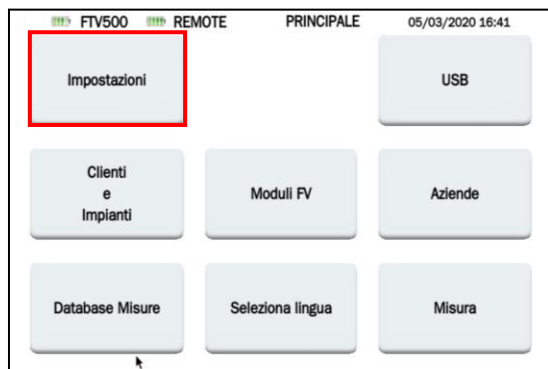 FTV500 REMOTE PRINCIPALE 05/03/2020 16:41
Impostazioni
USB
Clienti
e
Impianti
Moduli FV
Aziende
Database Misure
Seleziona lingua
Misura